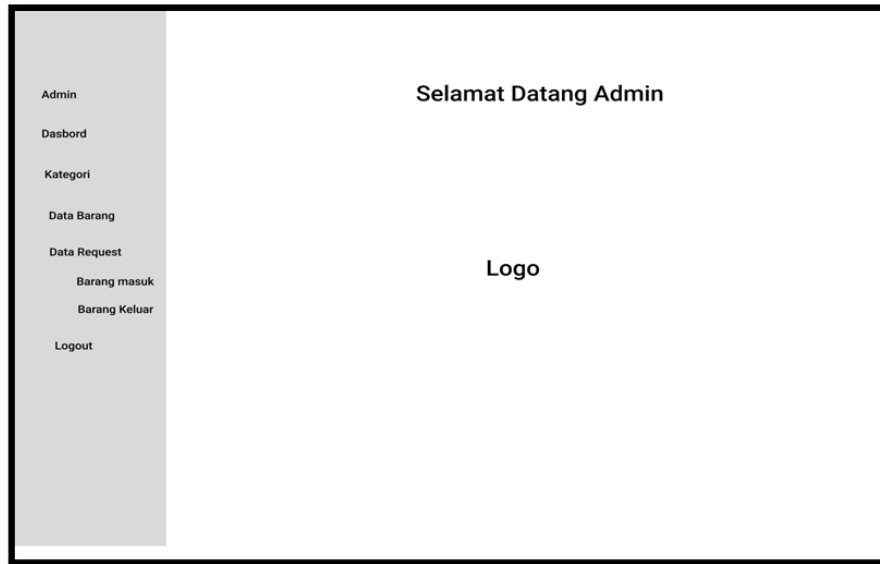 Admin
Dasbord
Kategori
Data Barang
Data Request
Barang masuk
Barang Keluar
Logout
Selamat Datang Admin
Logo